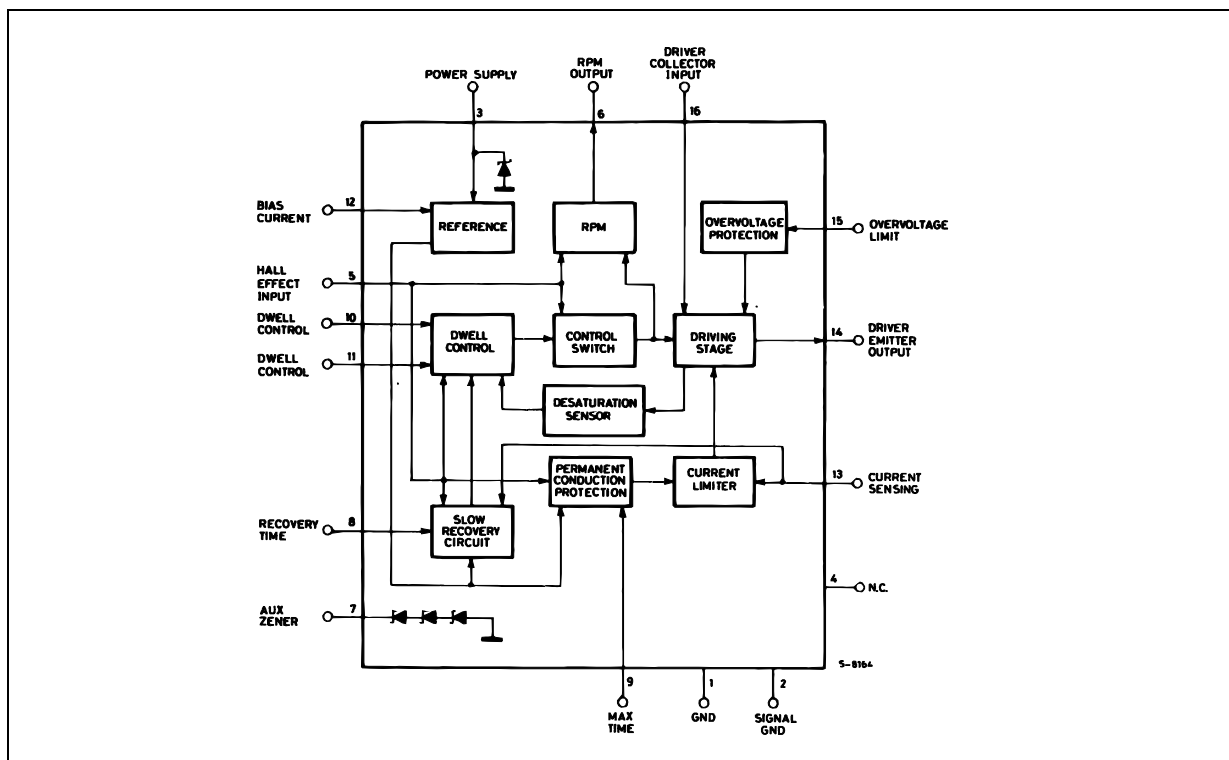 DRIVER
COLLECTOR
INPUT
RPM
OUTPUT
POWER SUPPLY
3
6
16
BIAS
CURRENT
12
REFERENCE
RPM
OVERVOLTAGE
PROTECTION
15
OVERVOLTAGE
LIMIT
HALL
EFFECT
INPUT
5
DWELL
CONTROL
10
DWELL
CONTROL
CONTROL
SWITCH
DRIVING
STAGE
14
DRIVER
EMITTER
OUTPUT
DWELL
CONTROL
11
DESATURATION
SENSOR
PERMANENT
CONDUCTION
PROTECTION
CURRENT
LIMITER
13
CURRENT
SENSING
RECOVERY
TIME
8
SLOW
RECOVERY
CIRCUIT
4
N.C.
AUX
ZENER
7
S-8164
9
1
2
MAX
TIME
GND
SIGNAL
GND